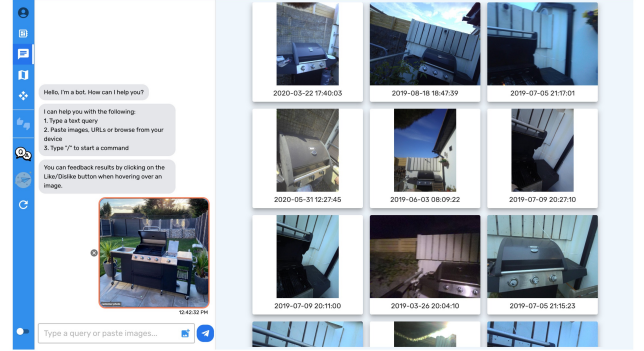 Hello, I'm a bot. How can I help you?
I can help you with the following:
1. Type a text query
2. Paste images, URLs or browse from your
device
3. Type "/" to start a command
You can feedback results by clicking on the
Like/Dislike button when hovering over an
image.
12:42:32 PM
Type a query or paste images...
2020-03-22 17:40:03
2019-08-18 18:47:39
2019-07-05 21:17:01
2020-05-31 12:27:45
2019-06-03 08:09:22
2019-07-09 20:27:10
2019-07-09 20:11:00
2019-03-26 20:04:10
2019-07-05 21:15:23